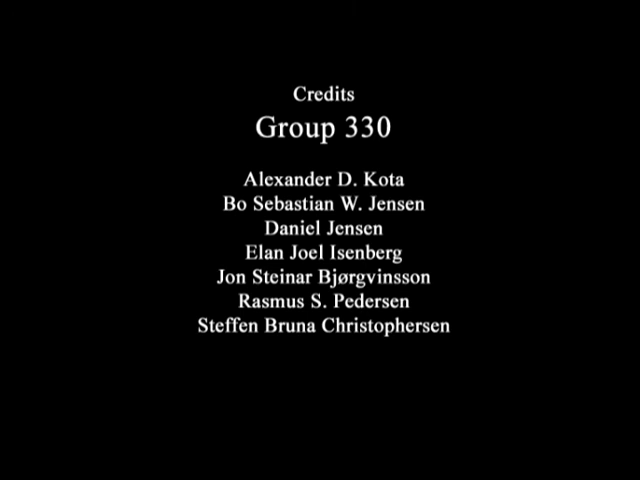 Credits
Group 330
Alexander D. Kota
Bo Sebastian W. Jensen
Daniel Jensen
Elan Joel Isenberg
Jon Steinar Bjørgvinsson
Rasmus S. Pedersen
Steffen Bruna Christophersen